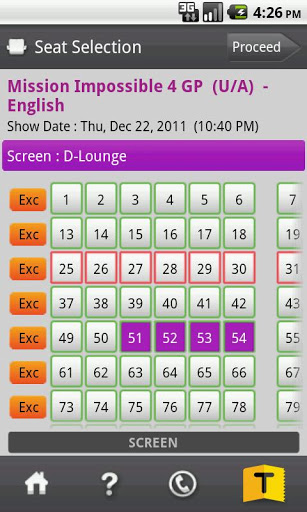 3G 4:26 PM
Seat Selection Proceed
Mission Impossible 4 GP (U/A) -
English
Show Date : Thu, Dec 22, 2011 (10:40 PM)
Screen : D-Lounge
Exc 1 2 3 4 5 6 7
Exc 13 14 15 16 17 18 19
Exc 25 26 27 28 29 30 31
Exc 37 38 39 40 41 42 43
Exc 49 50 51 52 53 54 55
Exc 61 62 63 64 65 66 67
Exc 73 74 75 76 77 78 79
SCREEN
? T